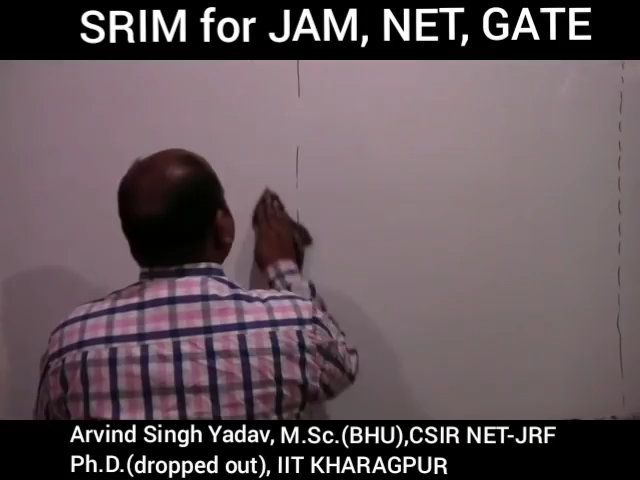 SRIM for JAM, NET, GATE
Arvind Singh Yadav, M.Sc.(BHU),CSIR NET-JRF
Ph.D.(dropped out), IIT KHARAGPUR